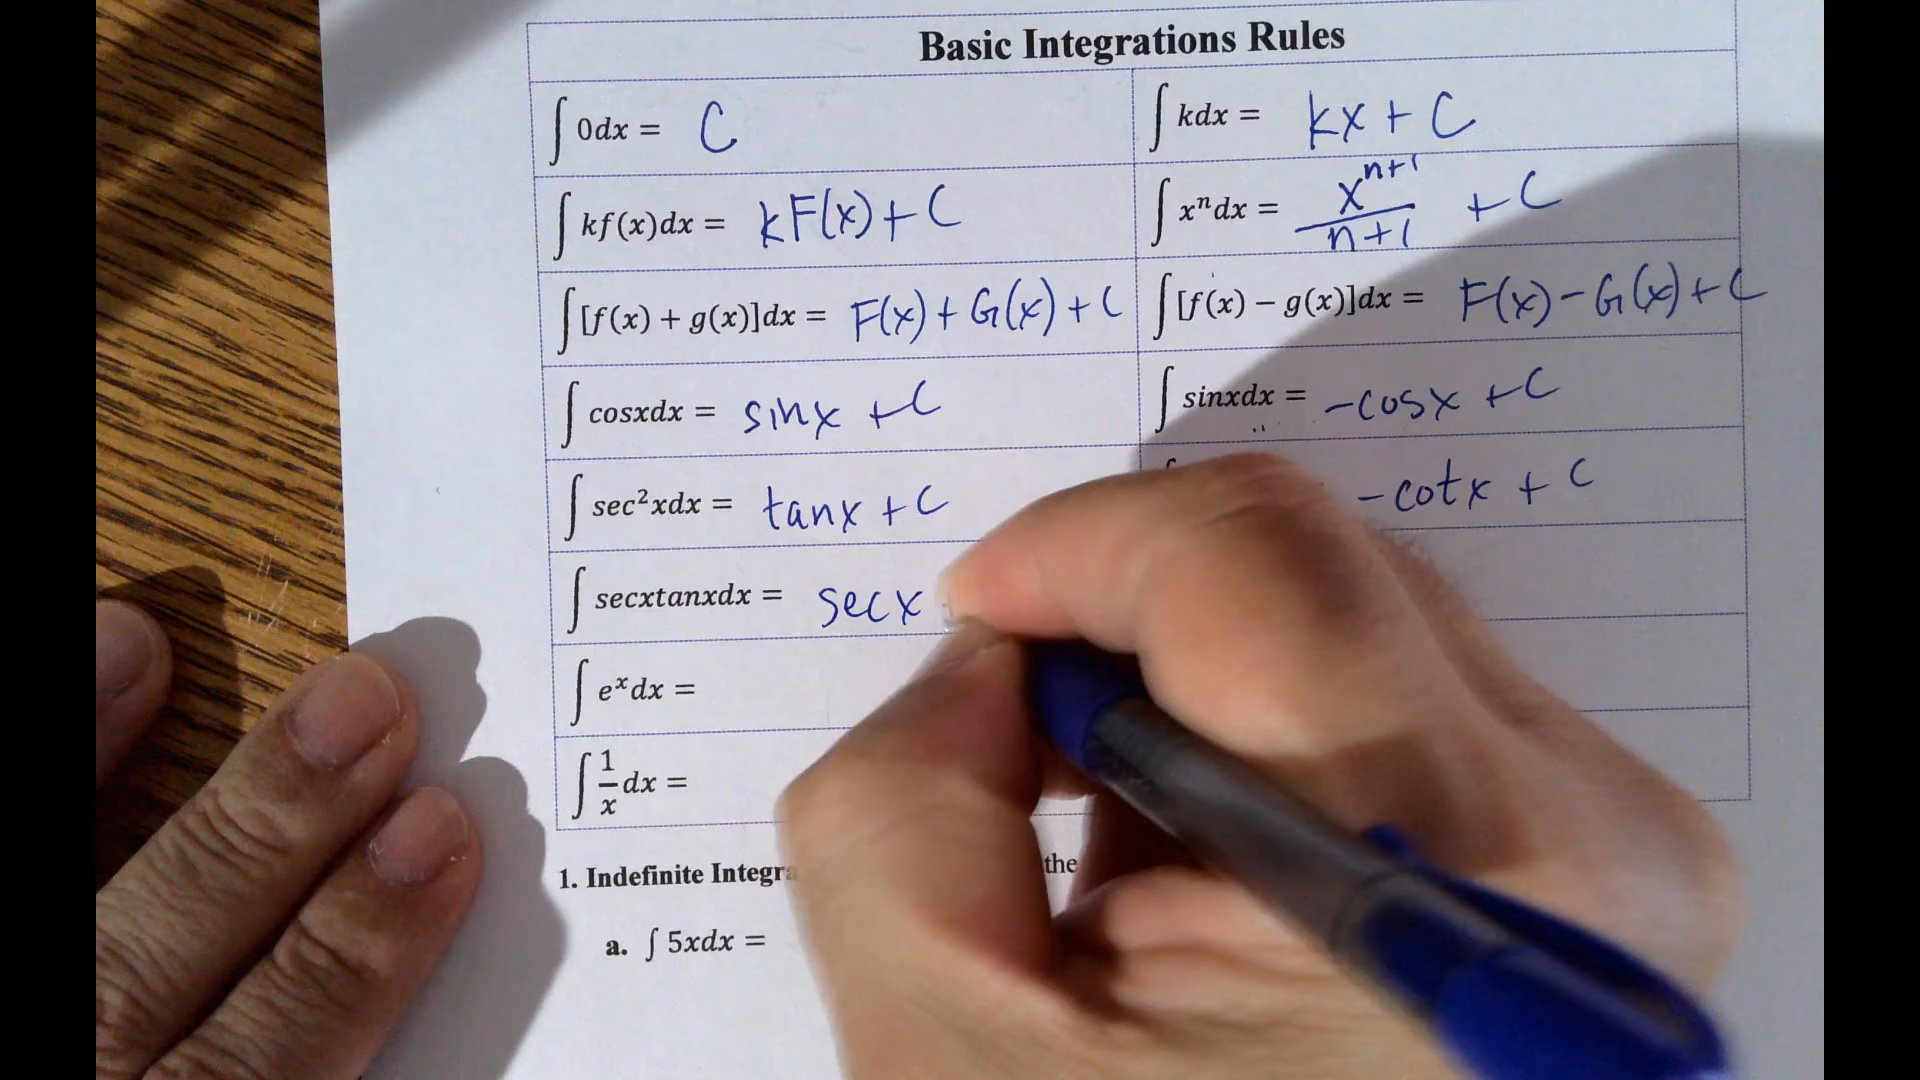 Basic Integrations Rules
∫ 0dx = C
∫ kdx = kx + C
∫ kf(x)dx = kF(x) + C
∫ xⁿdx = xⁿ⁺¹/n+1 + C
∫ [f(x) + g(x)]dx = F(x) + G(x) + C
∫ [f(x) − g(x)]dx = F(x) − G(x) + C
∫ cosxdx = sinx + C
∫ sinxdx = -cosx + C
∫ sec²xdx = tanx + C
-cotx + C
∫ secxtanxdx = secx
∫ eˣdx =
∫ 1/x dx =
1. Indefinite
the
a. ∫ 5xdx =